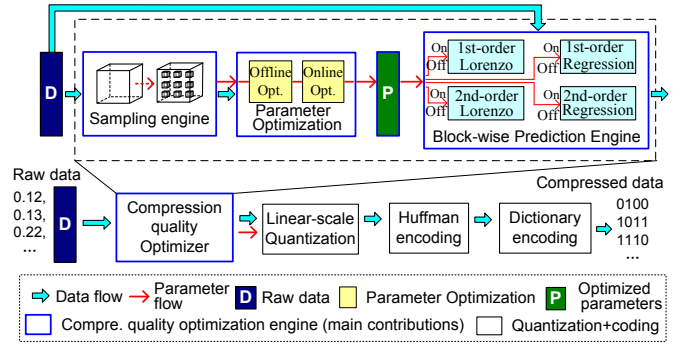 D
Sampling engine
Offline
Opt.
Online
Opt.
Parameter
Optimization
P
On
Off
1st-order
Lorenzo
On
Off
1st-order
Regression
On
Off
2nd-order
Lorenzo
On
Off
2nd-order
Regression
Block-wise Prediction Engine
Raw data
0.12,
0.13,
0.22,
...
D
Compression
quality
Optimizer
Linear-scale
Quantization
Huffman
encoding
Dictionary
encoding
Compressed data
0100
1011
1110
...
Data flow
Parameter
flow
D
Raw data
Parameter Optimization
P
Optimized
parameters
Compre. quality optimization engine (main contributions)
Quantization+coding